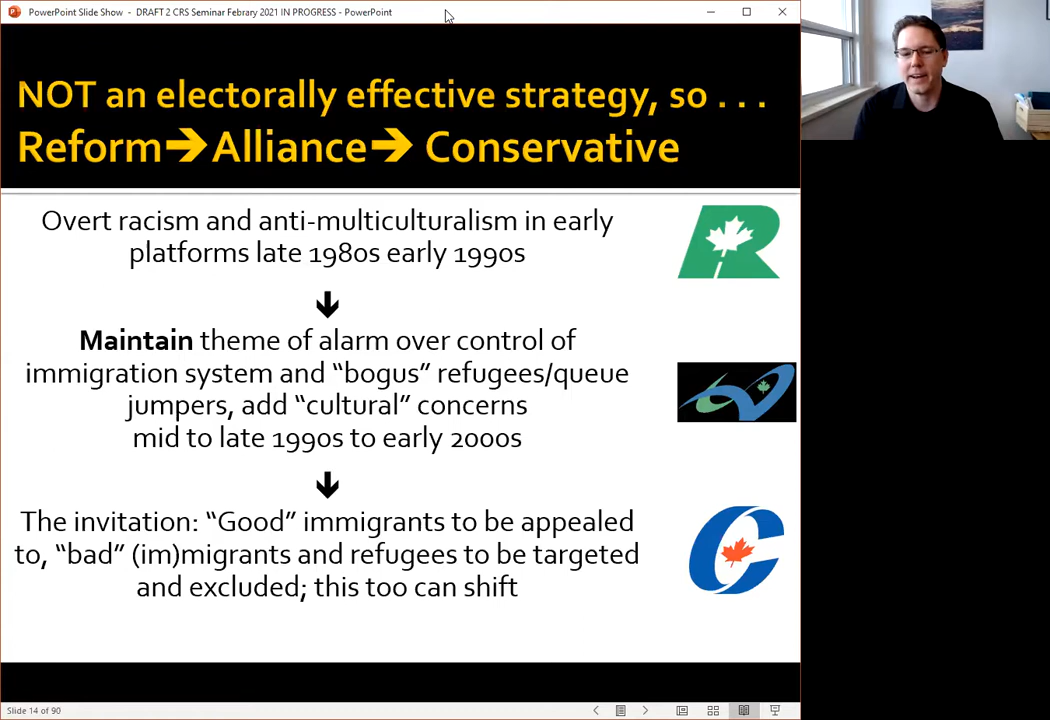 PowerPoint Slide Show - DRAFT 2 CRS Seminar Febrary 2021 IN PROGRESS - PowerPoint
NOT an electorally effective strategy, so . . .
Reform➔Alliance➔ Conservative
Overt racism and anti-multiculturalism in early
platforms late 1980s early 1990s
Maintain theme of alarm over control of
immigration system and “bogus” refugees/queue
jumpers, add “cultural” concerns
mid to late 1990s to early 2000s
The invitation: “Good” immigrants to be appealed
to, “bad” (im)migrants and refugees to be targeted
and excluded; this too can shift
Slide 14 of 90